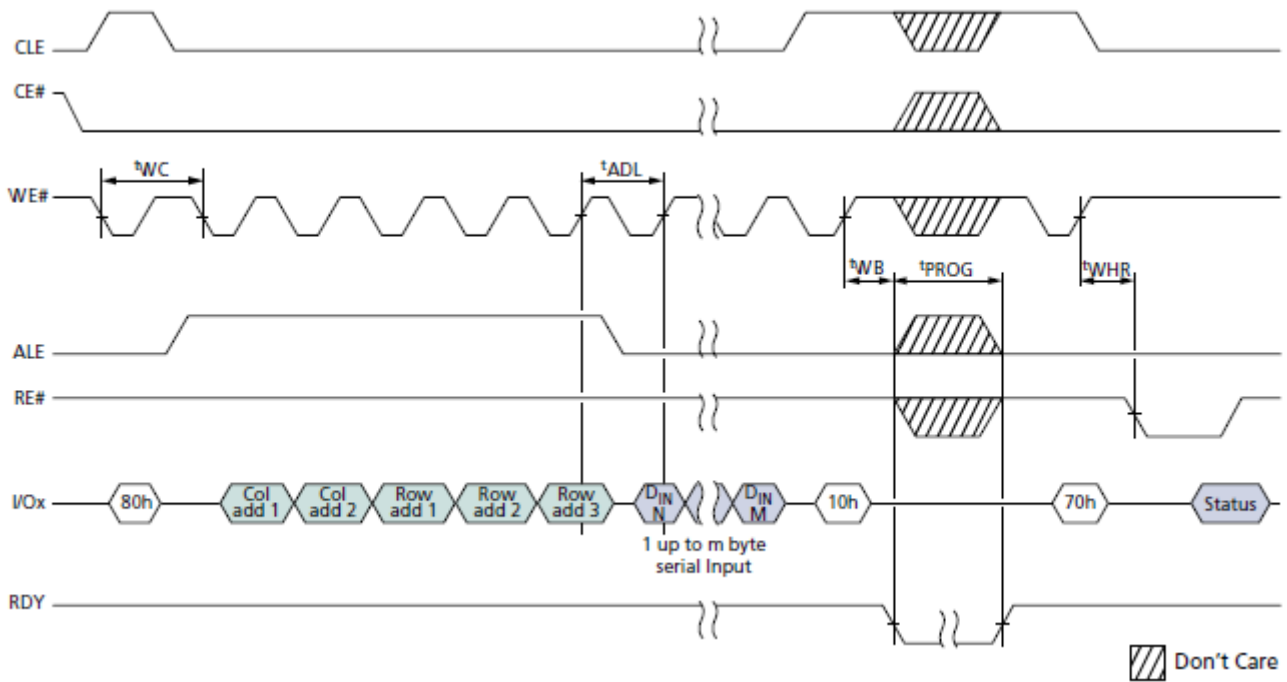 CLE
CE#
tWC
tADL
WE#
tWB
tPROG
tWHR
ALE
RE#
I/Ox
80h
Col
add 1
Col
add 2
Row
add 1
Row
add 2
Row
add 3
DIN
N
DIN
M
10h
70h
Status
1 up to m byte
serial Input
RDY
Don't Care